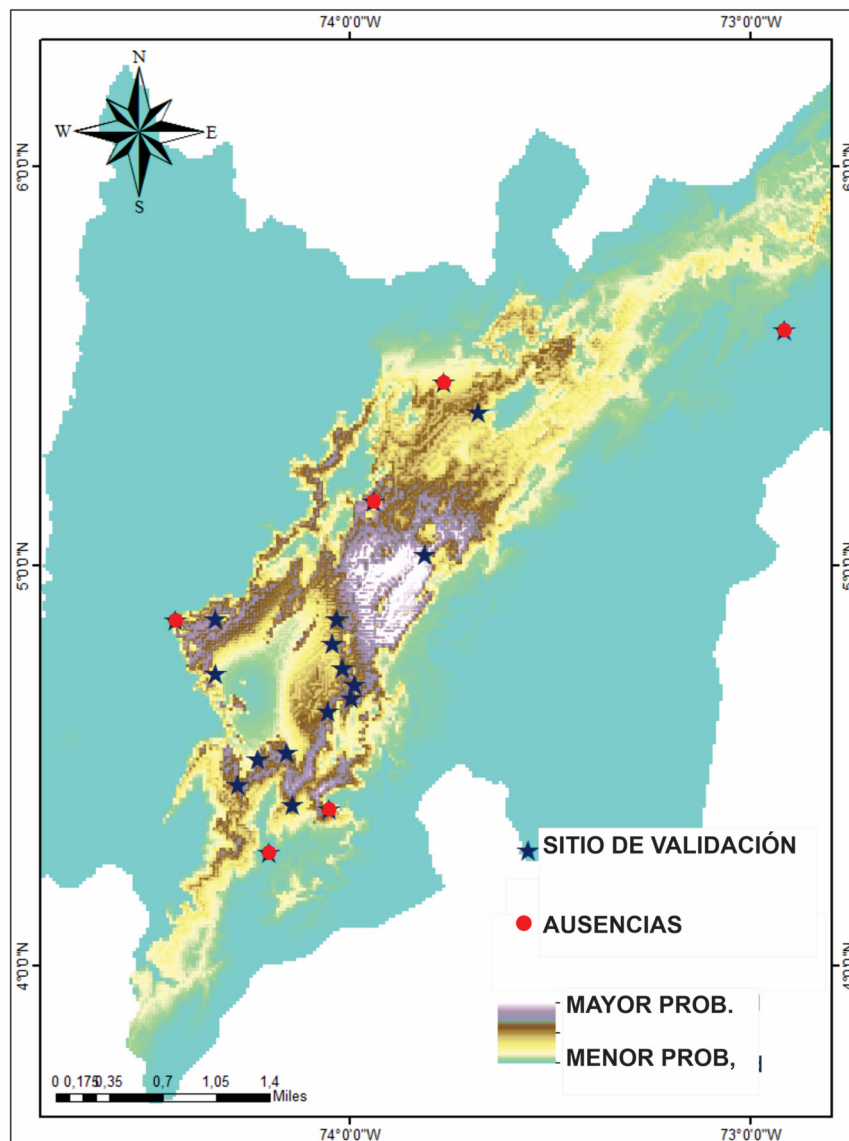 74°0'0"W
73°0'0"W
N
W
E
S
6°0'0"N
6°0'0"N
5°0'0"N
5°0'0"N
SITIO DE VALIDACIÓN
AUSENCIAS
4°0'0"N
4°0'0"N
MAYOR PROB.
MENOR PROB,
0 0,175 0,35 0,7 1,05 1,4
Miles
74°0'0"W
73°0'0"W